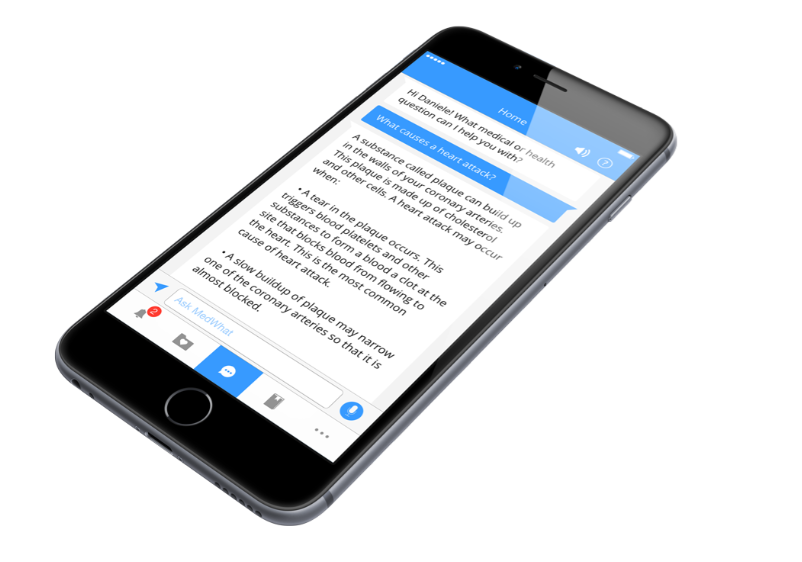 Home
?
Hi Daniele! What medical or health
question can I help you with?
What causes a heart attack?
A substance called plaque can build up
in the walls of your coronary arteries.
This plaque is made up of cholesterol
and other cells. A heart attack may occur
when:
• A tear in the plaque occurs. This
triggers blood platelets and other
substances to form a blood a clot at the
site that blocks blood from flowing to
the heart. This is the most common
cause of heart attack.
• A slow buildup of plaque may narrow
one of the coronary arteries so that it is
almost blocked.
Ask MedWhat
2